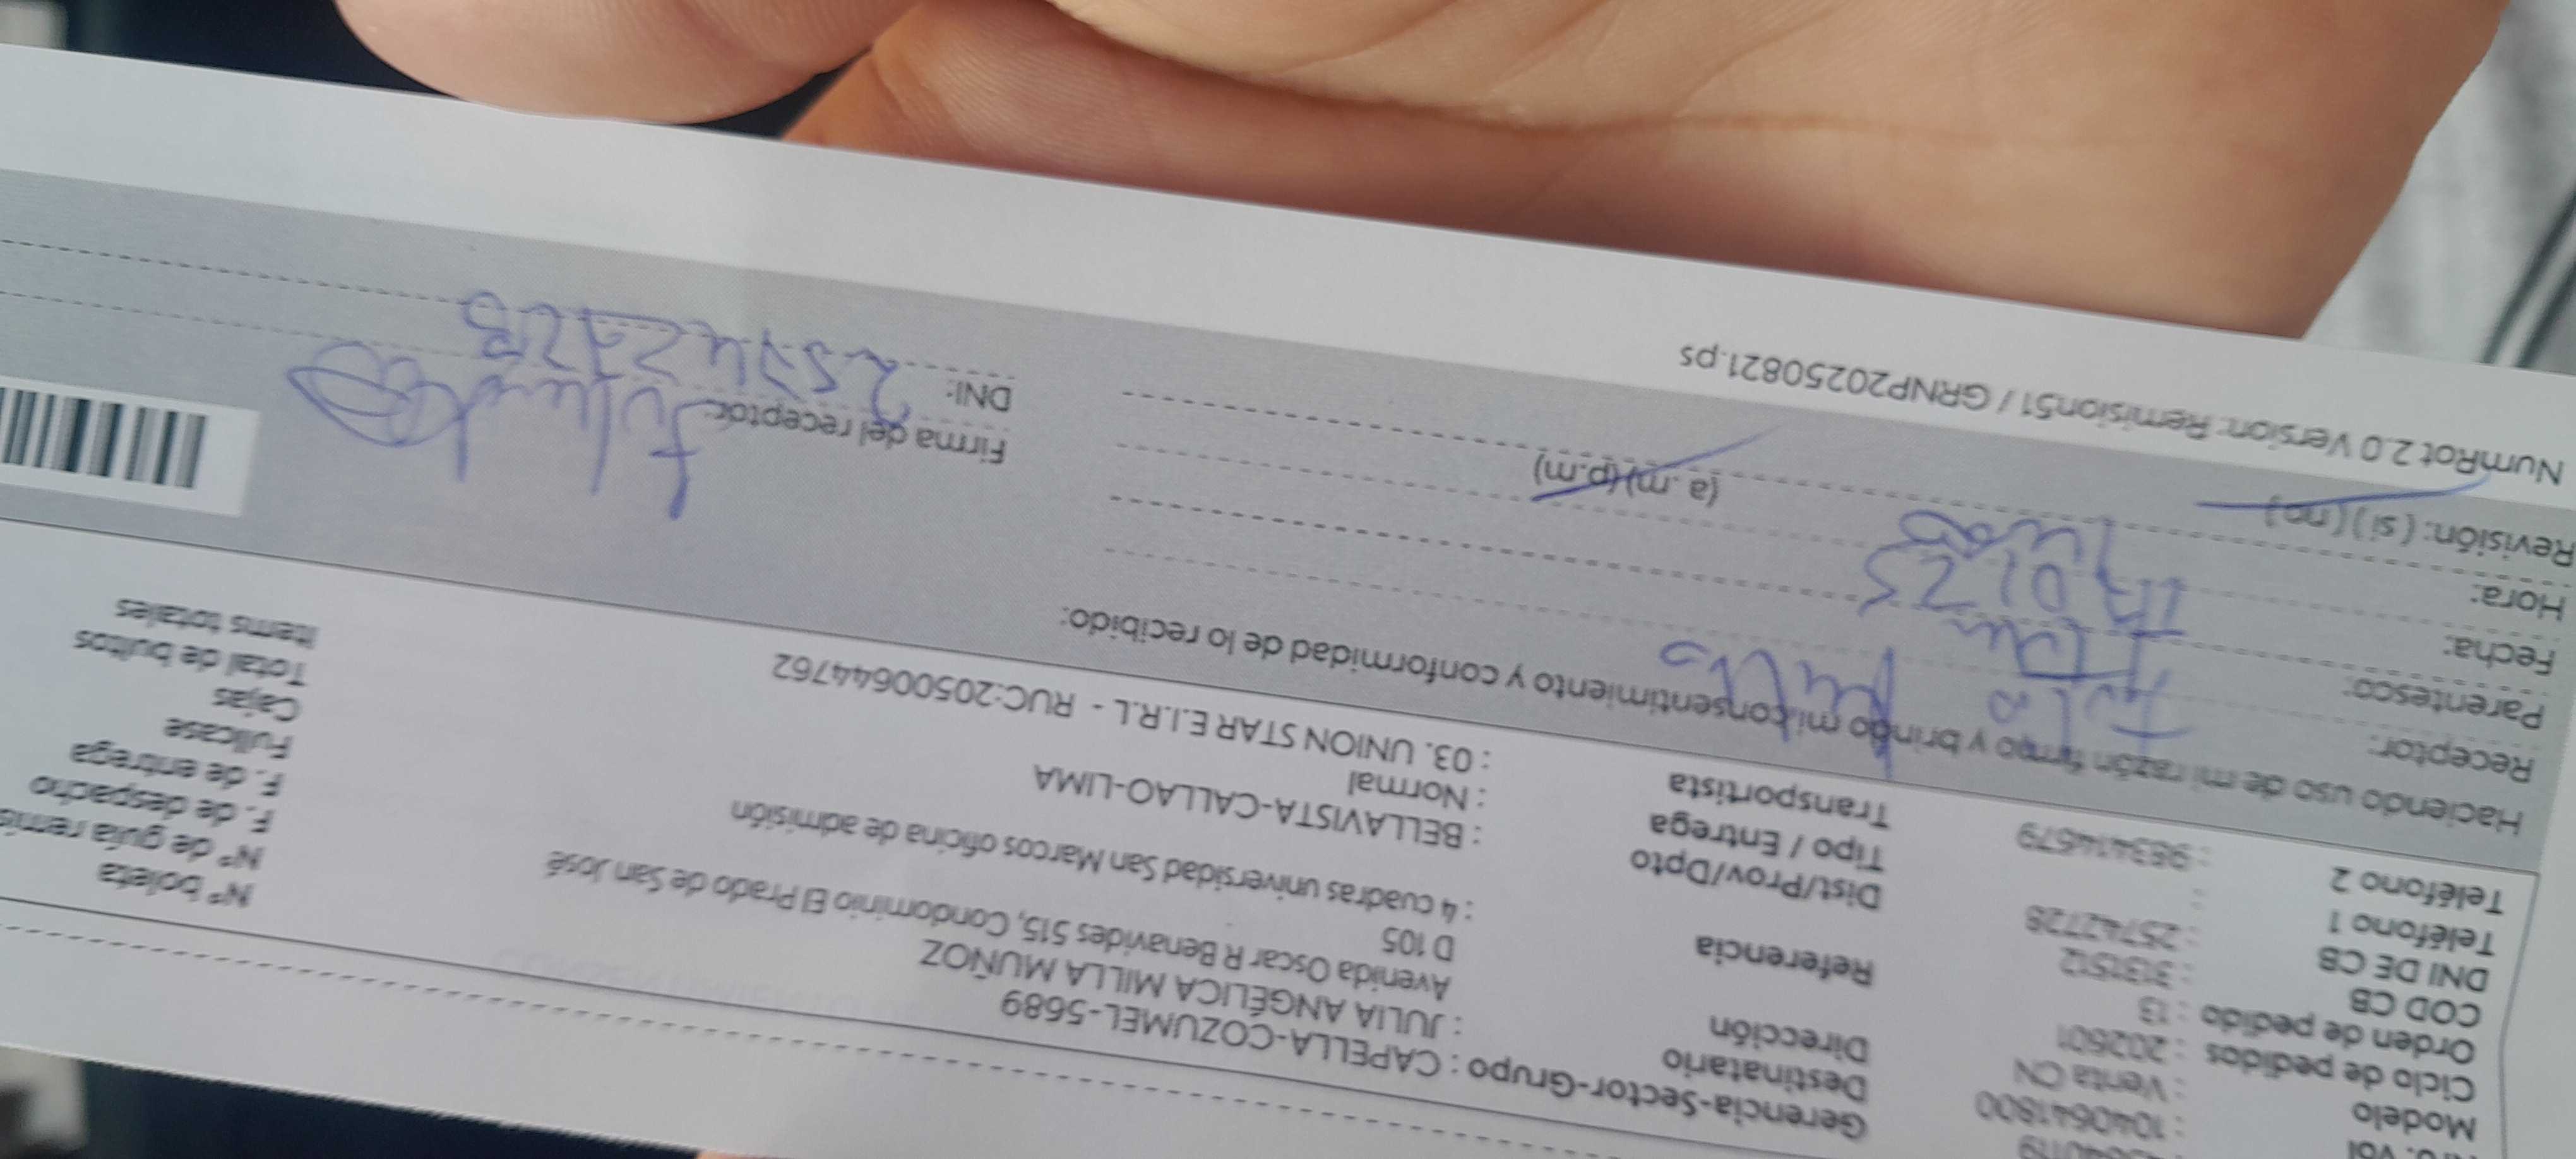 Nro. Vol
Modelo : 1040641800
Ciclo de pedidos : Venta CN
Orden de pedido : 202601
COD CB : 13
DNI DE CB : 3131512
Teléfono 1 : 25742728
Teléfono 2 :
: 983414679
Gerencia-Sector-Grupo : CAPELLA-COZUMEL-5689
Destinatario : JULIA ANGÉLICA MILLA MUÑOZ
Dirección
Avenida Oscar R Benavides 515, Condominio El Prado de San José
D 105
Referencia : 4 cuadras universidad San Marcos oficina de admisión
Dist/Prov/Dpto : BELLAVISTA-CALLAO-LIMA
Tipo / Entrega : Normal
Transportista : 03. UNION STAR E.I.R.L - RUC:20500644762
Nº boleta
Nº de guía remis
F. de despacho
F. de entrega
Fullcase
Cajas
Total de bultos
Items totales
Haciendo uso de mi razón firmo y brindo mi consentimiento y conformidad de lo recibido:
Receptor:
Parentesco:
Fecha:
Hora: (a.m)(p.m)
Revisión: (si)(no)
Firma del receptor:
DNI:
NumRot 2.0 Version: Remision51 / GRNP20250821.ps